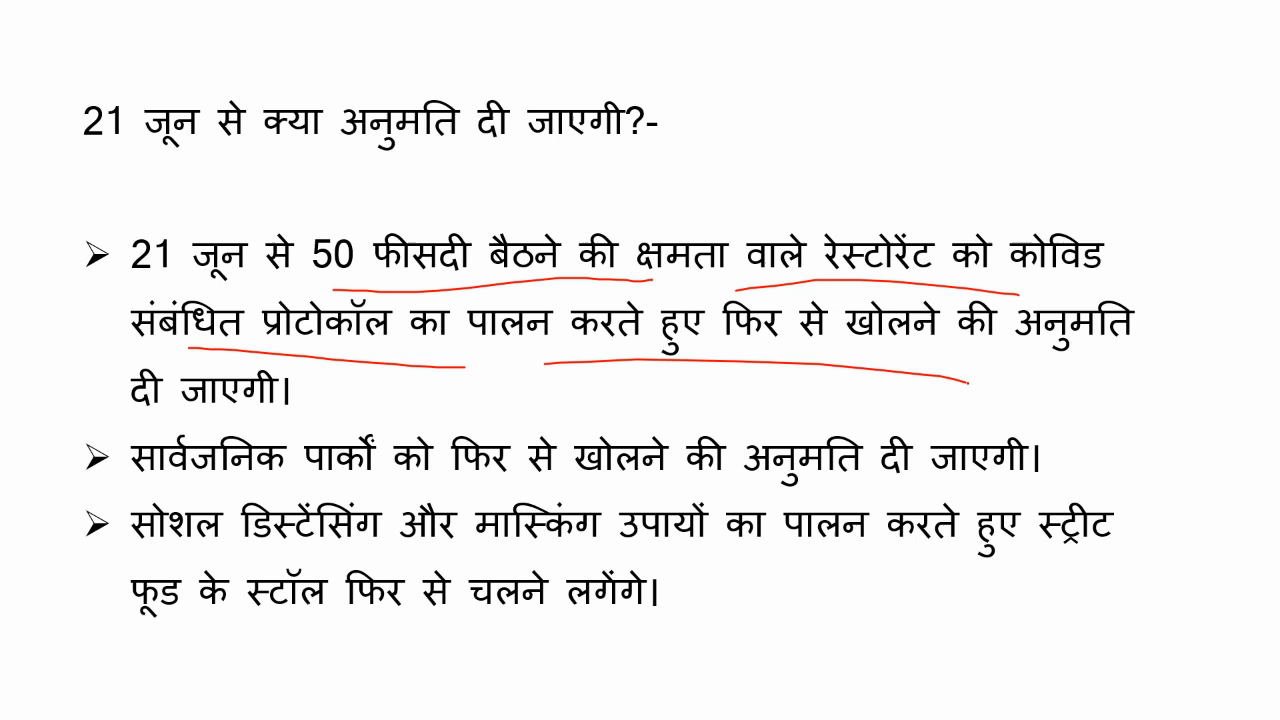 21 जून से क्या अनुमति दी जाएगी?-
➢ 21 जून से 50 फीसदी बैठने की क्षमता वाले रेस्टोरेंट को कोविड
संबंधित प्रोटोकॉल का पालन करते हुए फिर से खोलने की अनुमति
दी जाएगी।
➢ सार्वजनिक पार्कों को फिर से खोलने की अनुमति दी जाएगी।
➢ सोशल डिस्टेंसिंग और मास्किंग उपायों का पालन करते हुए स्ट्रीट
फूड के स्टॉल फिर से चलने लगेंगे।